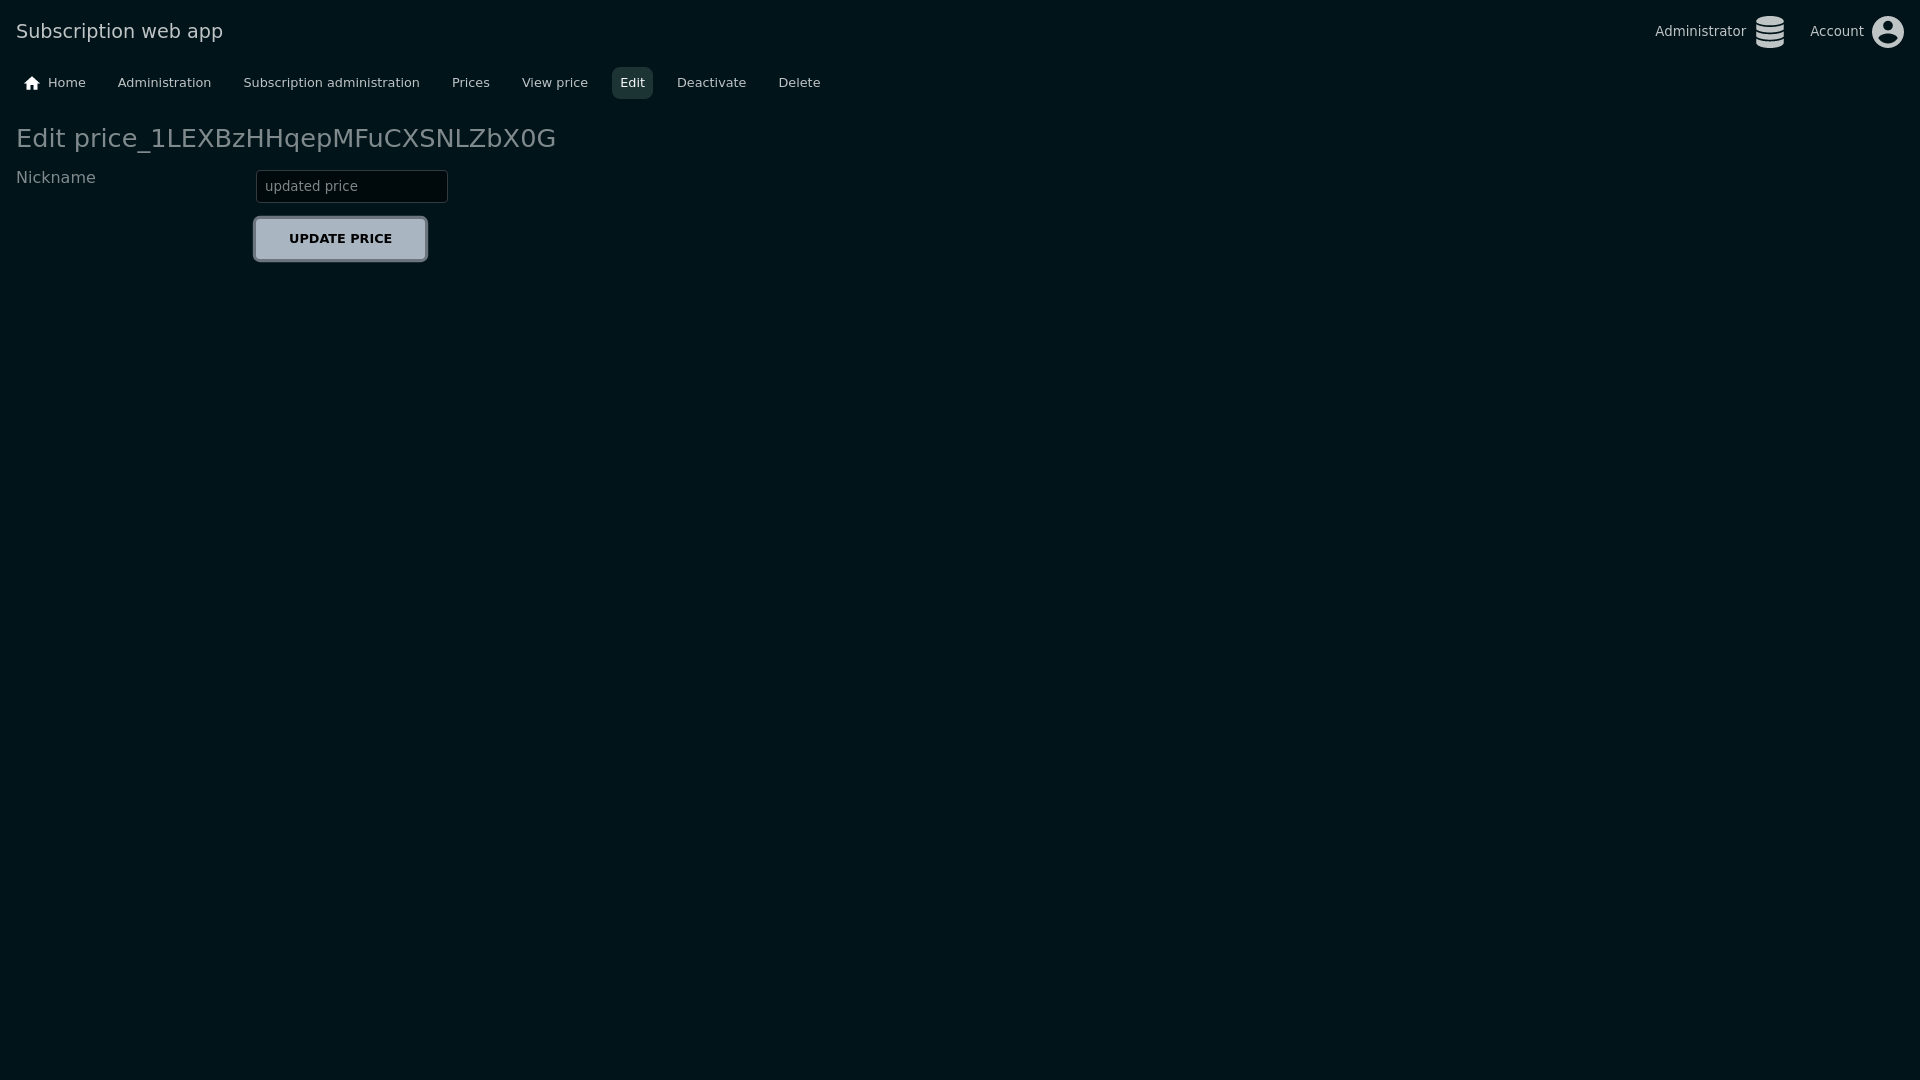 Subscription web app
Administrator
Account
Home
Administration
Subscription administration
Prices
View price
Edit
Deactivate
Delete
Edit price_1LEXBzHHqepMFuCXSNLZbX0G
Nickname
updated price
UPDATE PRICE